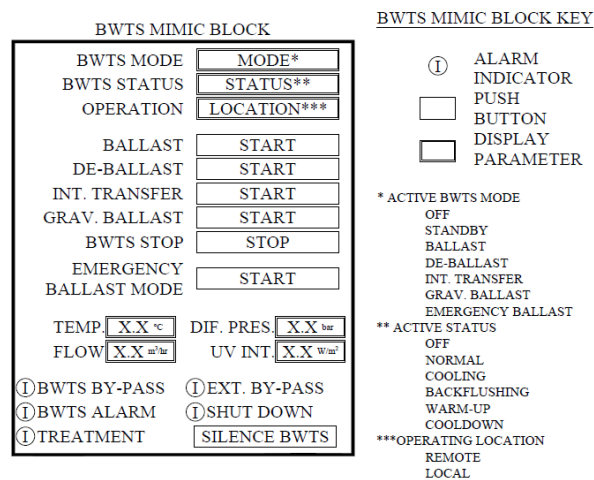 BWTS MIMIC BLOCK
BWTS MODE MODE*
BWTS STATUS STATUS**
OPERATION LOCATION***
BALLAST START
DE-BALLAST START
INT. TRANSFER START
GRAV. BALLAST START
BWTS STOP STOP
EMERGENCY
BALLAST MODE START
TEMP. X.X °C DIF. PRES. X.X bar
FLOW X.X m³/hr UV INT. X.X W/m²
I BWTS BY-PASS I EXT. BY-PASS
I BWTS ALARM I SHUT DOWN
I TREATMENT SILENCE BWTS
BWTS MIMIC BLOCK KEY
I ALARM
INDICATOR
PUSH
BUTTON
DISPLAY
PARAMETER
* ACTIVE BWTS MODE
OFF
STANDBY
BALLAST
DE-BALLAST
INT. TRANSFER
GRAV. BALLAST
EMERGENCY BALLAST
** ACTIVE STATUS
OFF
NORMAL
COOLING
BACKFLUSHING
WARM-UP
COOLDOWN
***OPERATING LOCATION
REMOTE
LOCAL